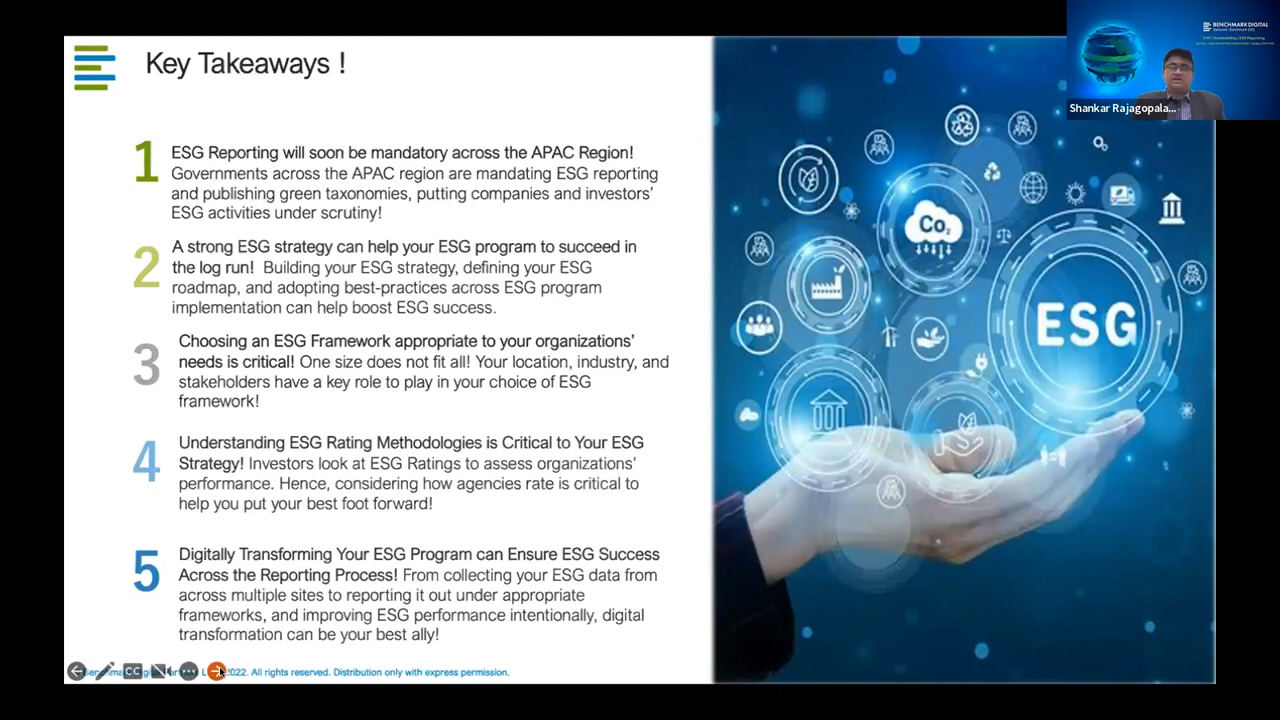 Key Takeaways !
BENCHMARK DIGITAL
Shankar Rajagopala...
1
ESG Reporting will soon be mandatory across the APAC Region!
Governments across the APAC region are mandating ESG reporting
and publishing green taxonomies, putting companies and investors'
ESG activities under scrutiny!
2
A strong ESG strategy can help your ESG program to succeed in
the log run! Building your ESG strategy, defining your ESG
roadmap, and adopting best-practices across ESG program
implementation can help boost ESG success.
3
Choosing an ESG Framework appropriate to your organizations'
needs is critical! One size does not fit all! Your location, industry, and
stakeholders have a key role to play in your choice of ESG
framework!
4
Understanding ESG Rating Methodologies is Critical to Your ESG
Strategy! Investors look at ESG Ratings to assess organizations'
performance. Hence, considering how agencies rate is critical to
help you put your best foot forward!
5
Digitally Transforming Your ESG Program can Ensure ESG Success
Across the Reporting Process! From collecting your ESG data from
across multiple sites to reporting it out under appropriate
frameworks, and improving ESG performance intentionally, digital
transformation can be your best ally!
Co2
ESG
CC
2022. All rights reserved. Distribution only with express permission.